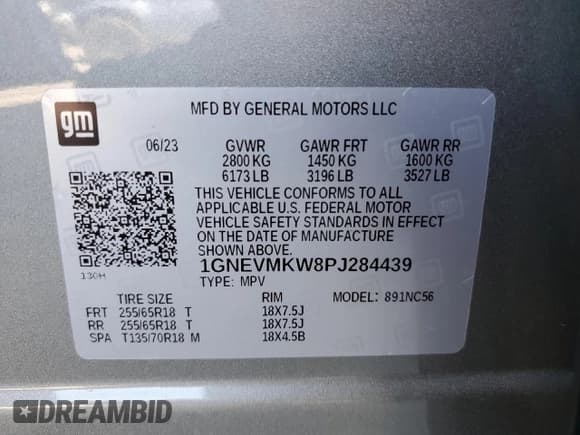 gm
MFD BY GENERAL MOTORS LLC
06/23 GVWR GAWR FRT GAWR RR
2800 KG 1450 KG 1600 KG
6173 LB 3196 LB 3527 LB
THIS VEHICLE CONFORMS TO ALL
APPLICABLE U.S. FEDERAL MOTOR
VEHICLE SAFETY STANDARDS IN EFFECT
ON THE DATE OF MANUFACTURE
SHOWN ABOVE.
130H
1GNEVMKW8PJ284439
TYPE: MPV MODEL: 891NC56
TIRE SIZE RIM
FRT 255/65R18 T 18X7.5J
RR 255/65R18 T 18X7.5J
SPA T135/70R18 M 18X4.5B
DREAMBID